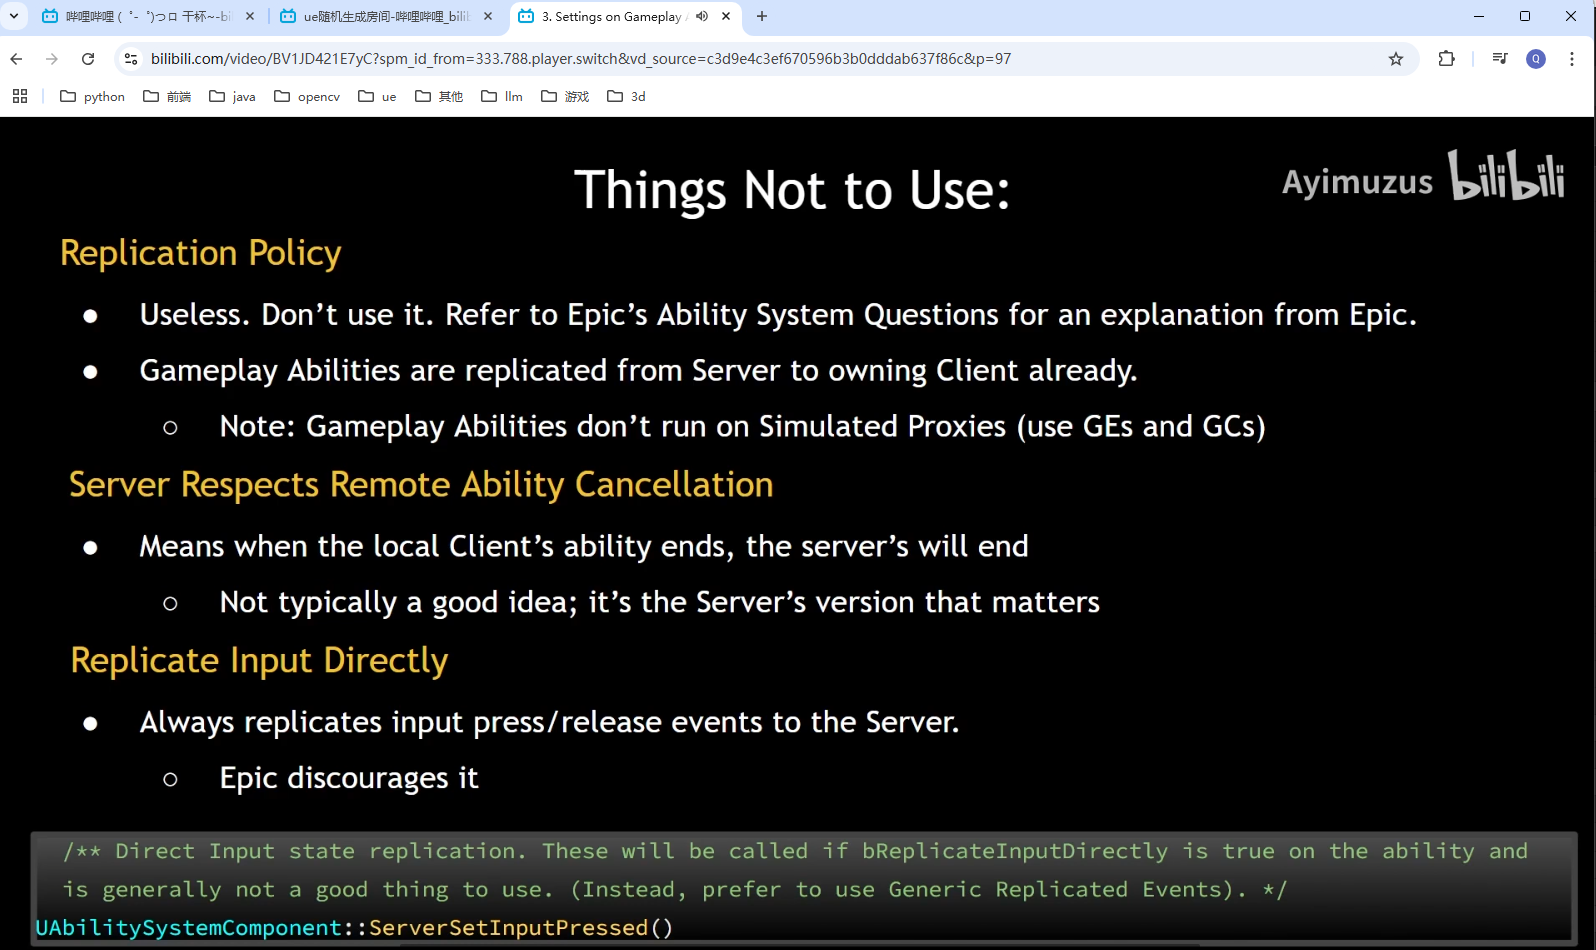 哔哩哔哩 (゜-゜)つロ 干杯~-bili
ue随机生成房间-哔哩哔哩_bilib
3. Settings on Gameplay
bilibili.com/video/BV1JD421E7yC?spm_id_from=333.788.player.switch&vd_source=c3d9e4c3ef670596b3b0dddab637f86c&p=97
Q
python
前端
java
opencv
ue
其他
llm
游戏
3d
Things Not to Use:
Ayimuzus bilibili
Replication Policy
● Useless. Don’t use it. Refer to Epic’s Ability System Questions for an explanation from Epic.
● Gameplay Abilities are replicated from Server to owning Client already.
○ Note: Gameplay Abilities don’t run on Simulated Proxies (use GEs and GCs)
Server Respects Remote Ability Cancellation
● Means when the local Client’s ability ends, the server’s will end
○ Not typically a good idea; it’s the Server’s version that matters
Replicate Input Directly
● Always replicates input press/release events to the Server.
○ Epic discourages it
/** Direct Input state replication. These will be called if bReplicateInputDirectly is true on the ability and
is generally not a good thing to use. (Instead, prefer to use Generic Replicated Events). */
UAbilitySystemComponent::ServerSetInputPressed()